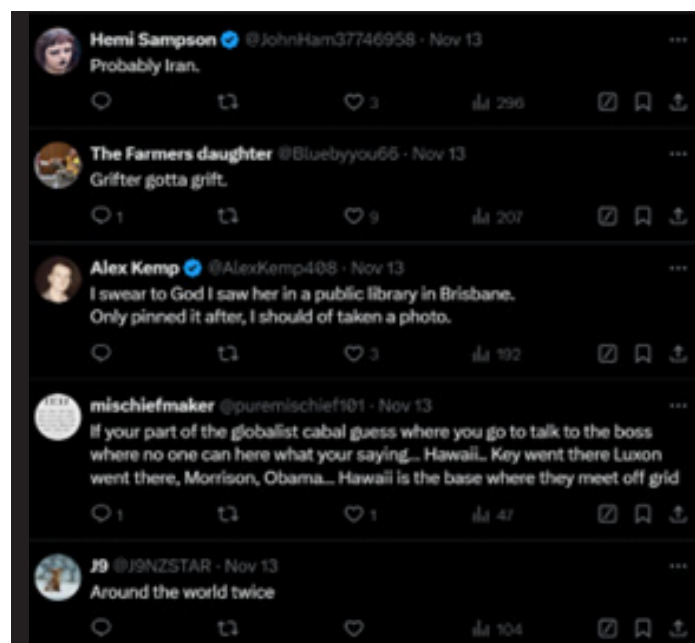 Hemi Sampson @JohnHam37746958 · Nov 13
Probably Iran.
3 296
The Farmers daughter @Bluebyyou66 · Nov 13
Grifter gotta grift.
1 9 207
Alex Kemp @AlexKemp408 · Nov 13
I swear to God I saw her in a public library in Brisbane.
Only pinned it after, I should of taken a photo.
3 192
mischiefmaker @puremischief101 · Nov 13
If your part of the globalist cabal guess where you go to talk to the boss
where no one can here what your saying... Hawaii.. Key went there Luxon
went there, Morrison, Obama... Hawaii is the base where they meet off grid
1 1 47
J9 @J9NZSTAR · Nov 13
Around the world twice
104